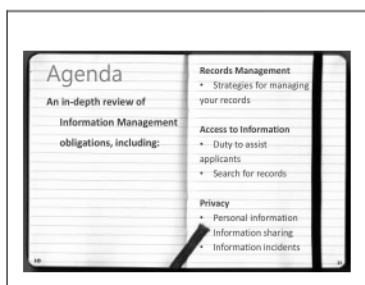 Agenda
An in-depth review of
Information Management
obligations, including:
Records Management
• Strategies for managing
your records
Access to Information
• Duty to assist
applicants
• Search for records
Privacy
• Personal information
• Information sharing
• Information incidents